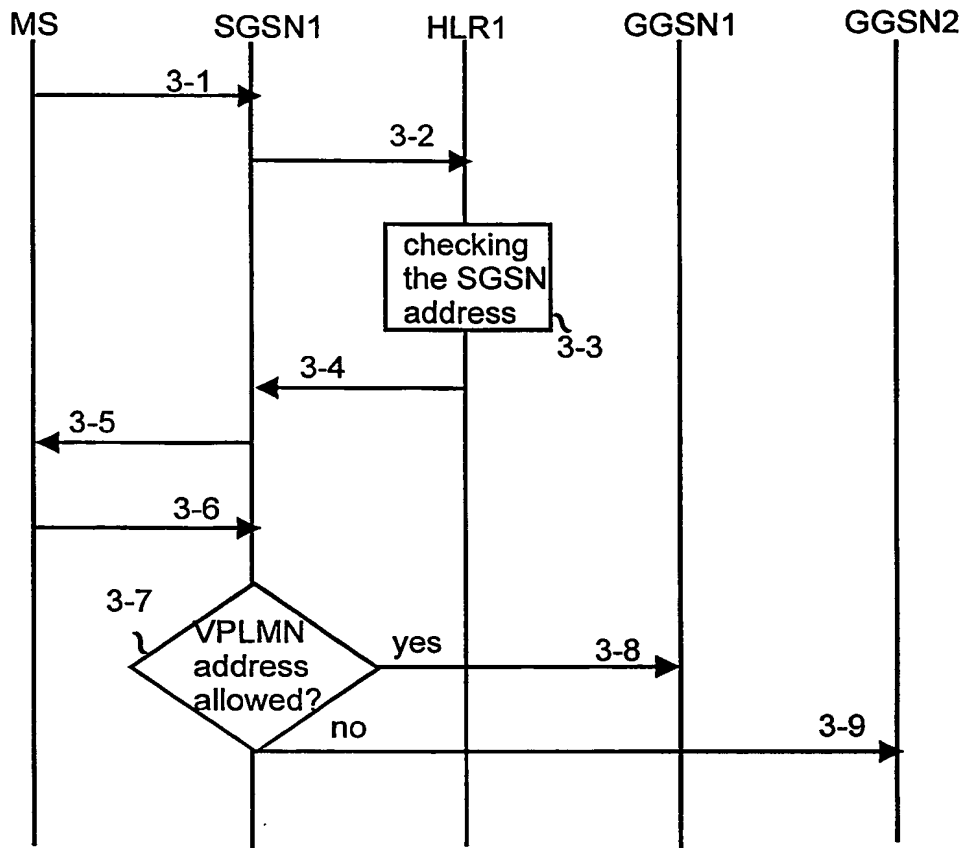 MS SGSN1 HLR1 GGSN1 GGSN2
3-1
3-2
checking
the SGSN
address
3-3
3-4
3-5
3-6
3-7
VPLMN
address
allowed?
yes
3-8
no
3-9